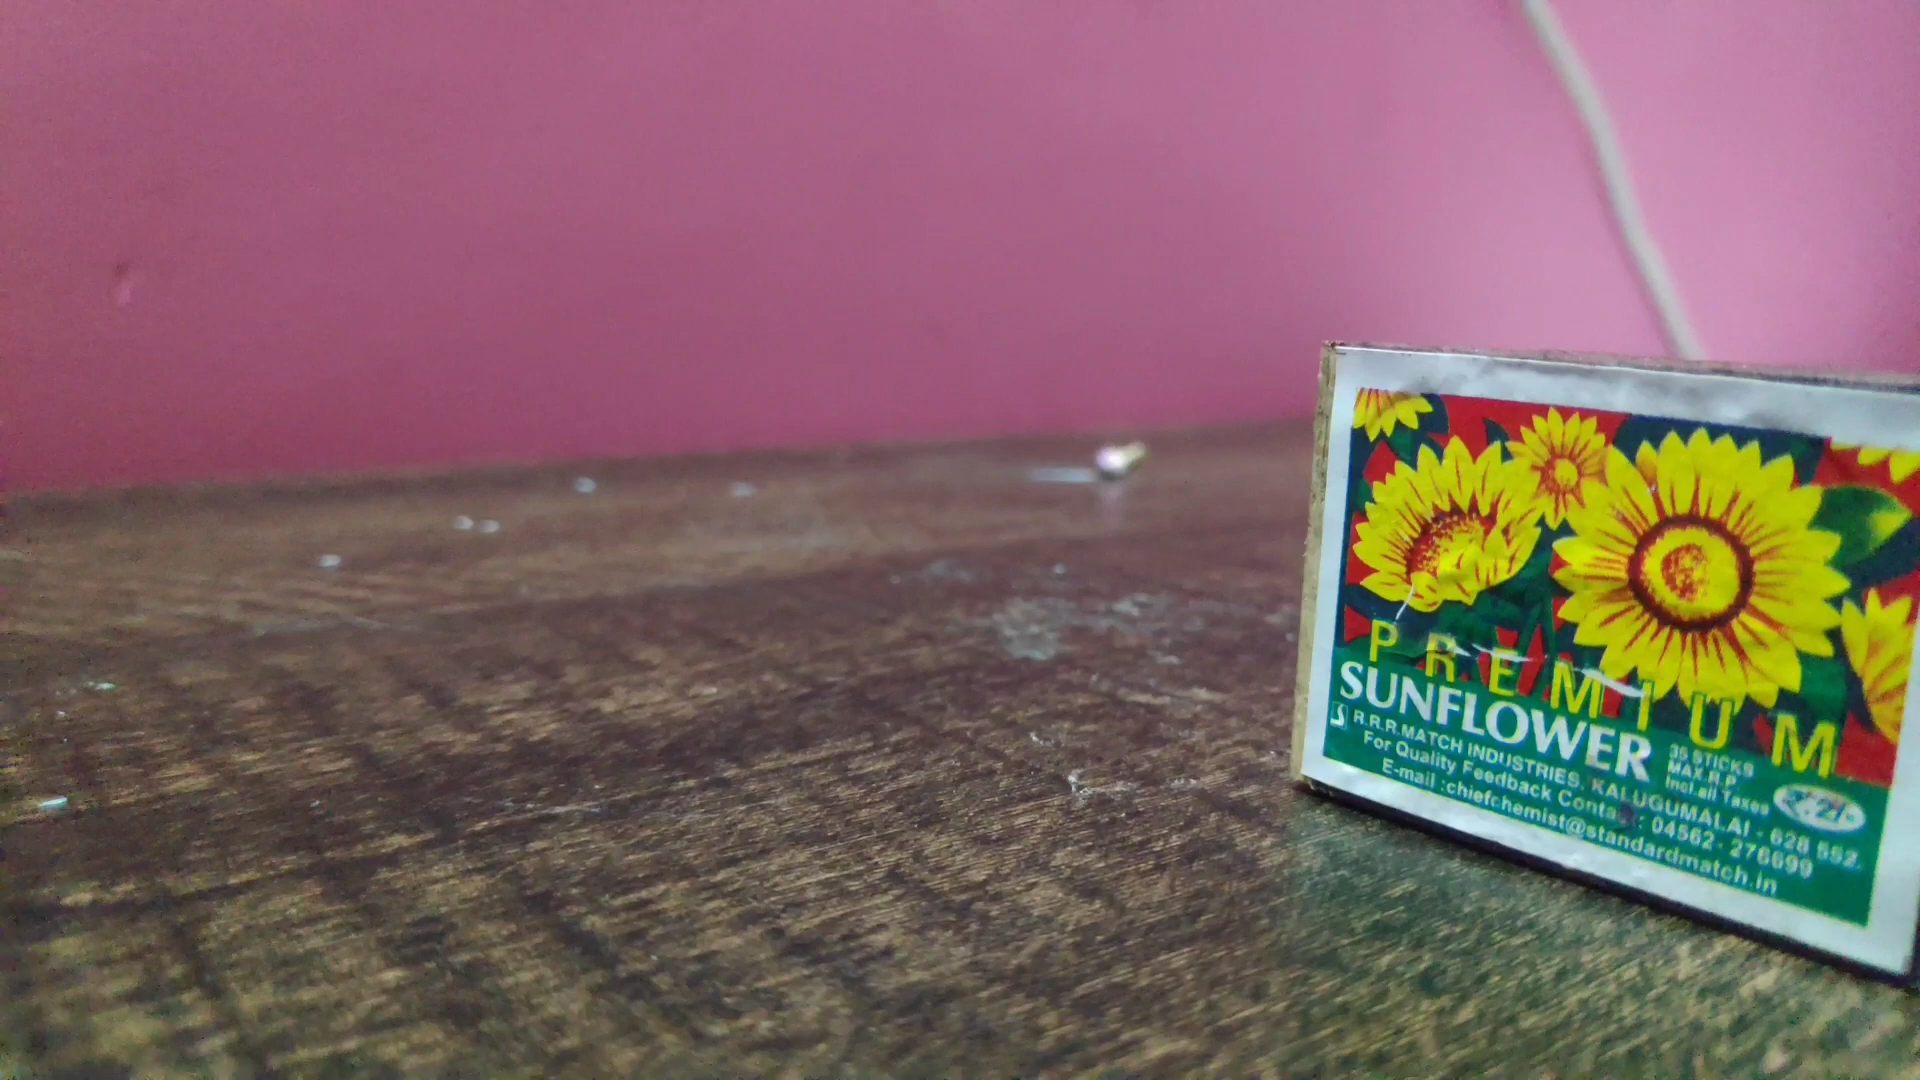 PREMIUM
SUNFLOWER
35 STICKS
MAX.R.P.
Incl.all Taxes
R.R.R.MATCH INDUSTRIES, KALUGUMALAI - 628 552.
For Quality Feedback Contact : 04562- 276699
E-mail :chiefchemist@standardmatch.in